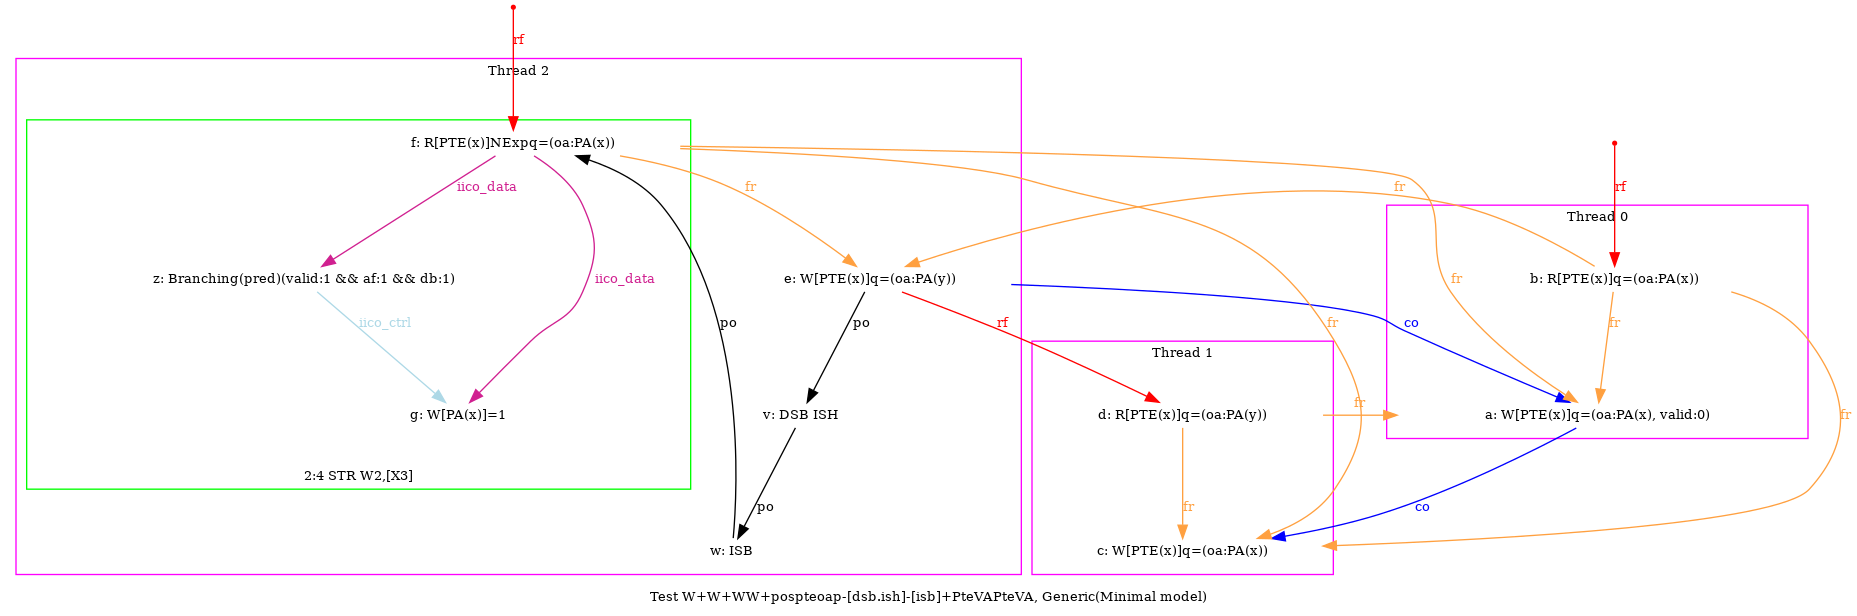 rf
Thread 2
f: R[PTE(x)]NExpq=(oa:PA(x))
iico_data
fr
fr
rf
Thread 0
z: Branching(pred)(valid:1 && af:1 && db:1)
iico_data
e: W[PTE(x)]q=(oa:PA(y))
fr
b: R[PTE(x)]q=(oa:PA(x))
iico_ctrl
po
po
rf
fr
co
fr
Thread 1
g: W[PA(x)]=1
v: DSB ISH
d: R[PTE(x)]q=(oa:PA(y))
fr
a: W[PTE(x)]q=(oa:PA(x), valid:0)
fr
2:4 STR W2,[X3]
po
fr
co
w: ISB
c: W[PTE(x)]q=(oa:PA(x))
Test W+W+WW+pospteoap-[dsb.ish]-[isb]+PteVAPteVA, Generic(Minimal model)